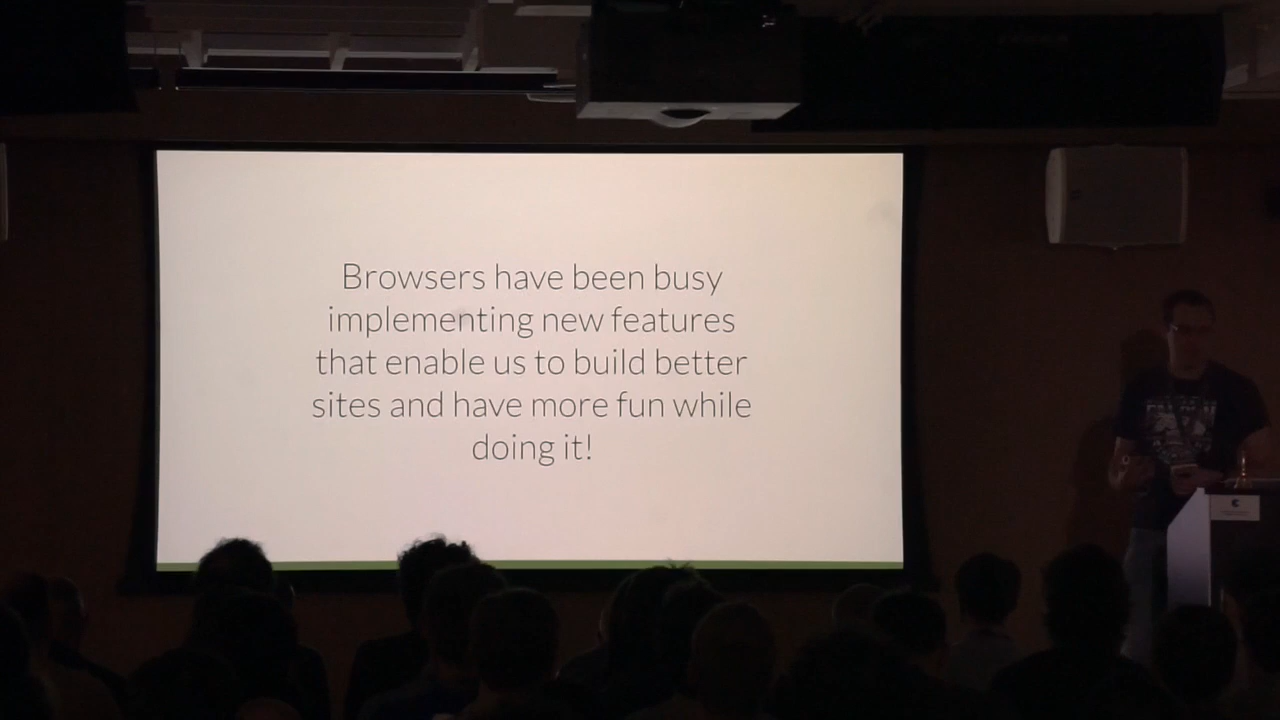 Browsers have been busy
implementing new features
that enable us to build better
sites and have more fun while
doing it!